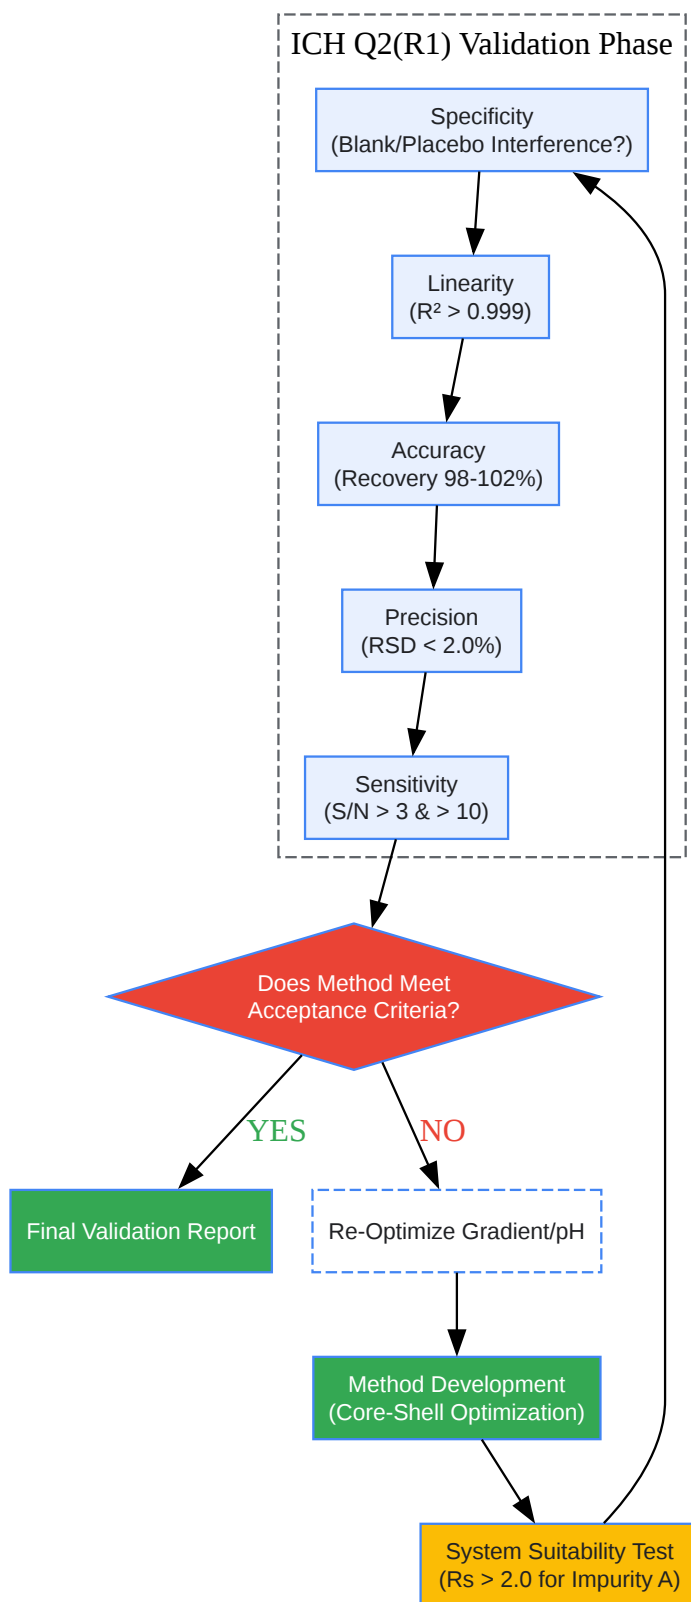 ICH Q2(R1) Validation Phase
Specificity
(Blank/Placebo Interference?)
Linearity
(R² > 0.999)
Accuracy
(Recovery 98-102%)
Precision
(RSD < 2.0%)
Sensitivity
(S/N > 3 & > 10)
Does Method Meet
Acceptance Criteria?
YES
NO
Final Validation Report
Re-Optimize Gradient/pH
Method Development
(Core-Shell Optimization)
System Suitability Test
(Rs > 2.0 for Impurity A)